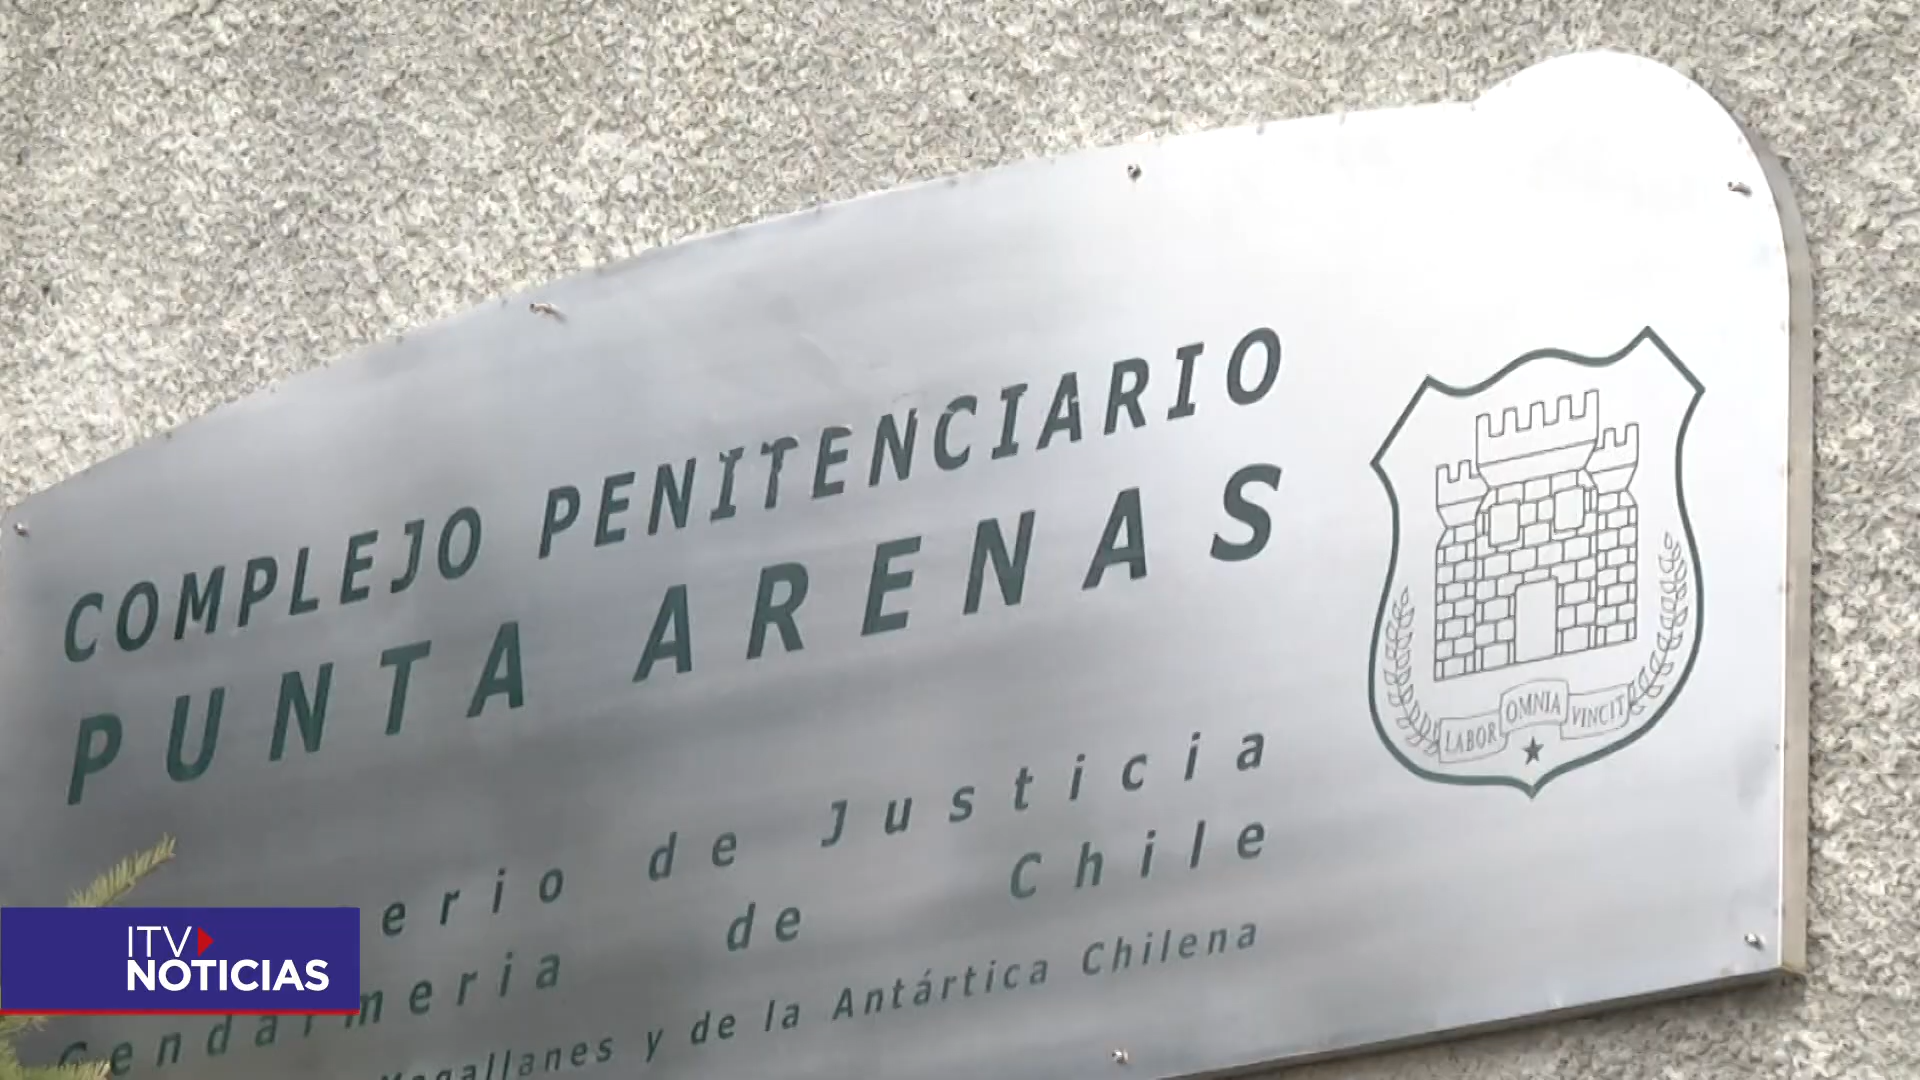 COMPLEJO PENITENCIARIO
PUNTA ARENAS
de Justicia
Gendarmeria de Chile
Magallanes y de la Antártica Chilena
LABOR OMNIA VINCIT
ITV
NOTICIAS